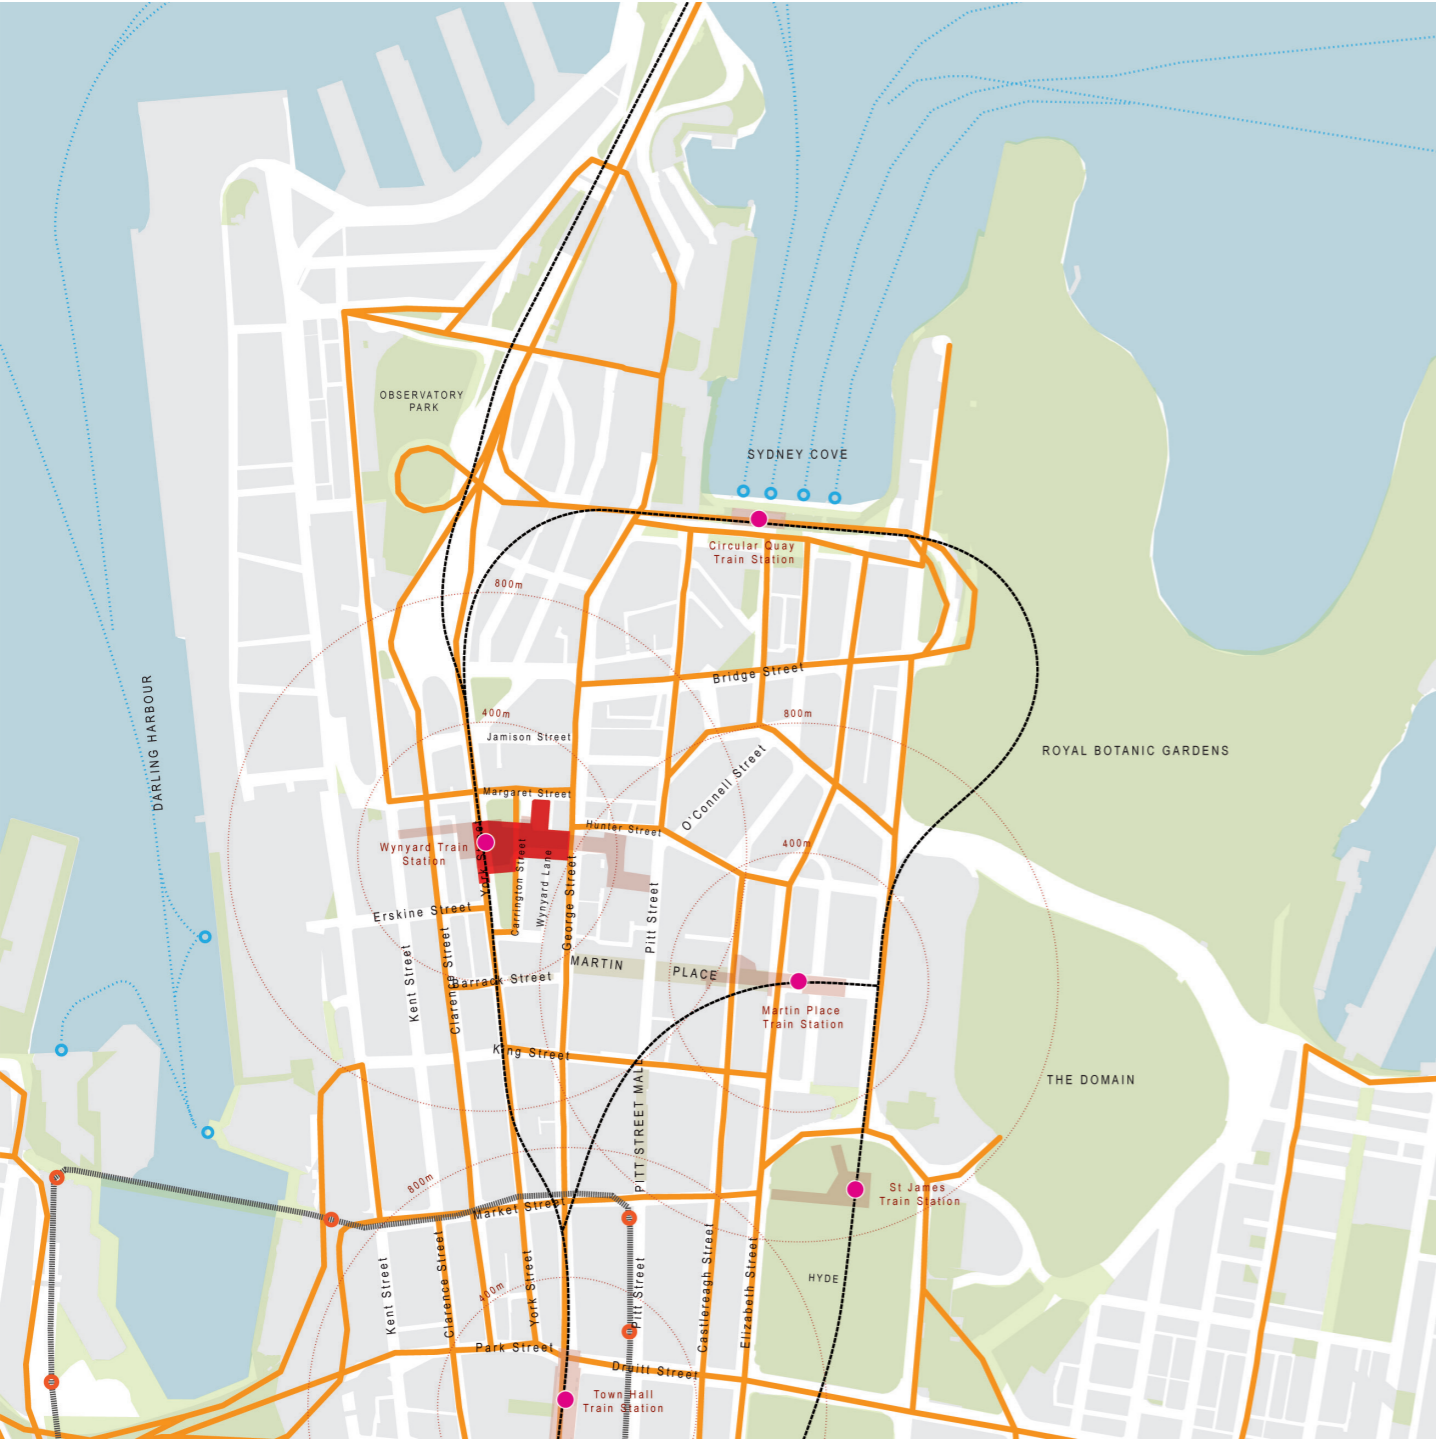 OBSERVATORY
PARK
SYDNEY COVE
Circular Quay
Train Station
800m
Bridge Street
DARLING HARBOUR
400m
800m
Jamison Street
ROYAL BOTANIC GARDENS
O'Connell Street
Margaret Street
Hunter Street
Wynyard Train
Station
400m
York St
Carrington Street
Wynyard Lane
George Street
Pitt Street
Erskine Street
Kent Street
Clarence Street
MARTIN PLACE
Barrack Street
Martin Place
Train Station
King Street
PITT STREET MALL
THE DOMAIN
800m
St James
Train Station
Market Street
HYDE
Kent Street
Clarence Street
York Street
Pitt Street
Castlereagh Street
Elizabeth Street
400m
Park Street
Druitt Street
Town Hall
Train Station